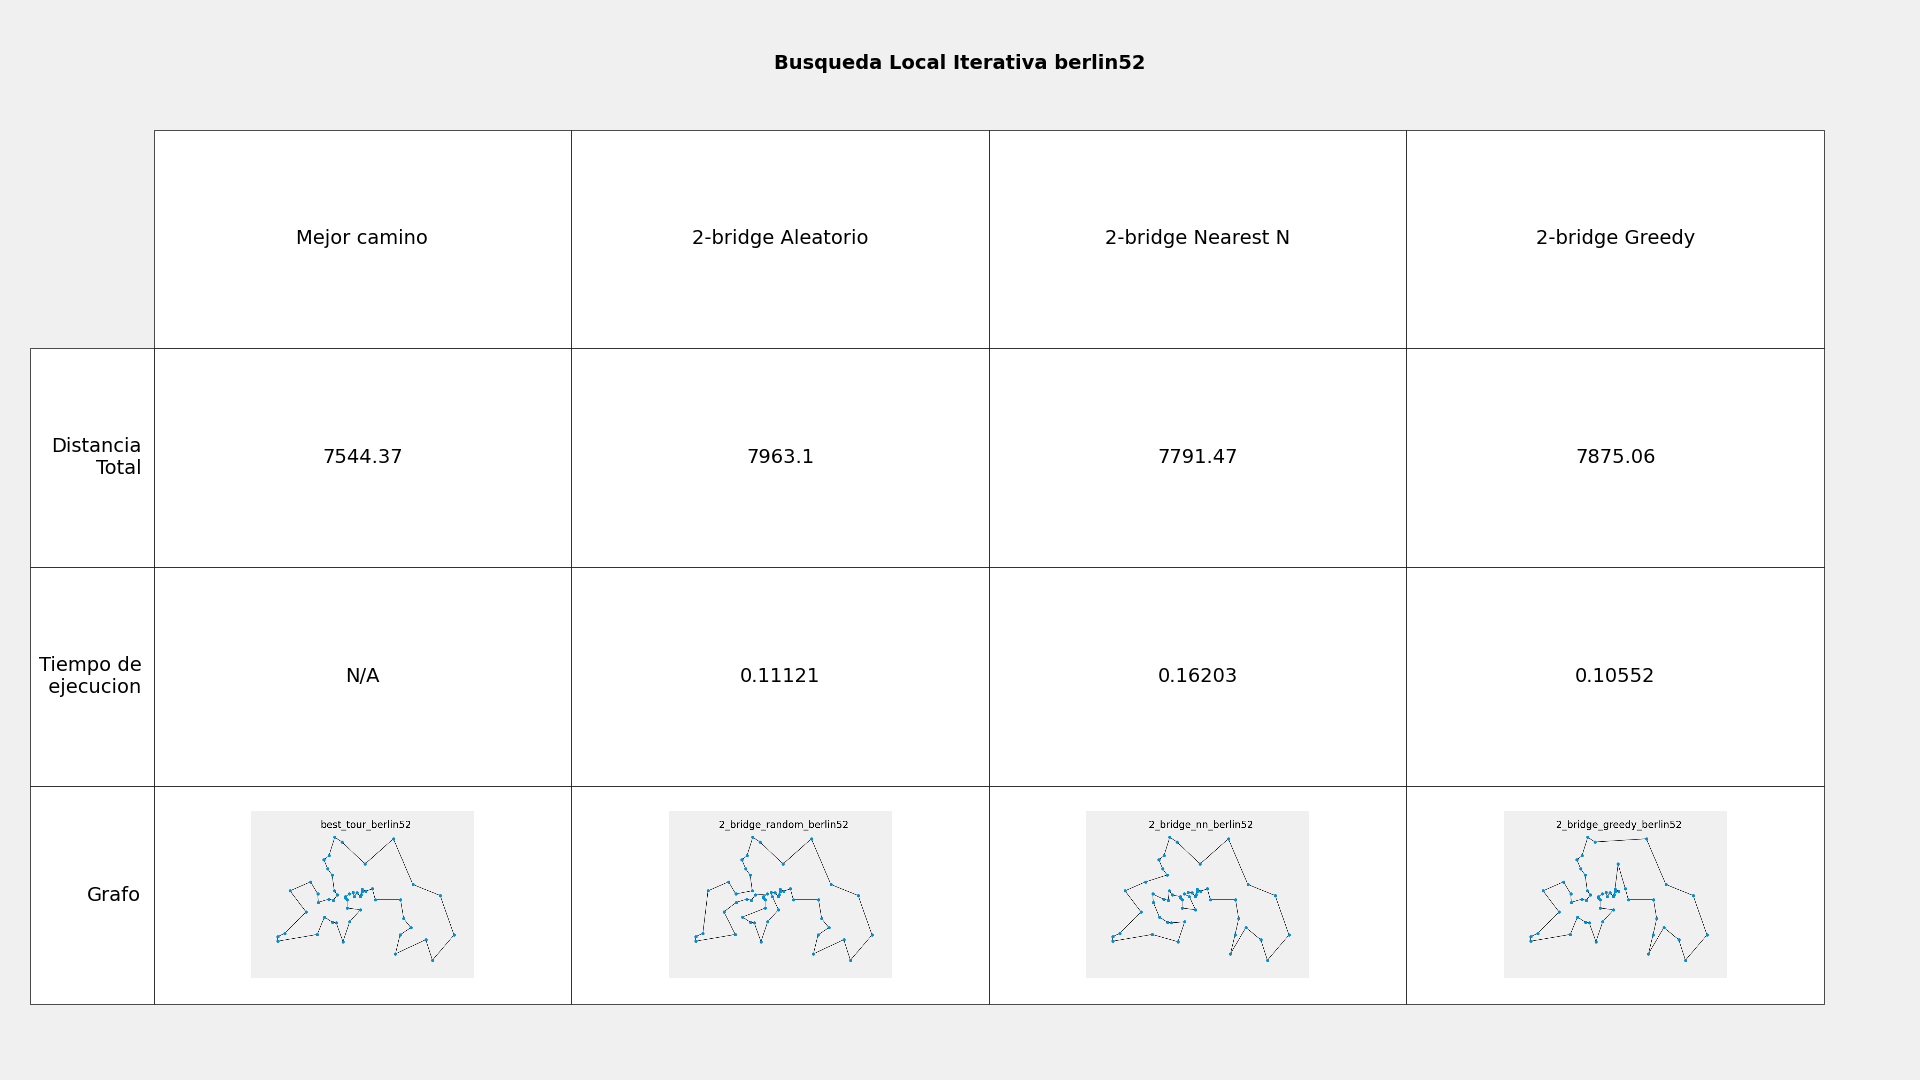 Busqueda Local Iterativa berlin52
Mejor camino
2-bridge Aleatorio
2-bridge Nearest N
2-bridge Greedy
Distancia
Total
7544.37
7963.1
7791.47
7875.06
Tiempo de
ejecucion
N/A
0.11121
0.16203
0.10552
Grafo
best_tour_berlin52
2_bridge_random_berlin52
2_bridge_nn_berlin52
2_bridge_greedy_berlin52